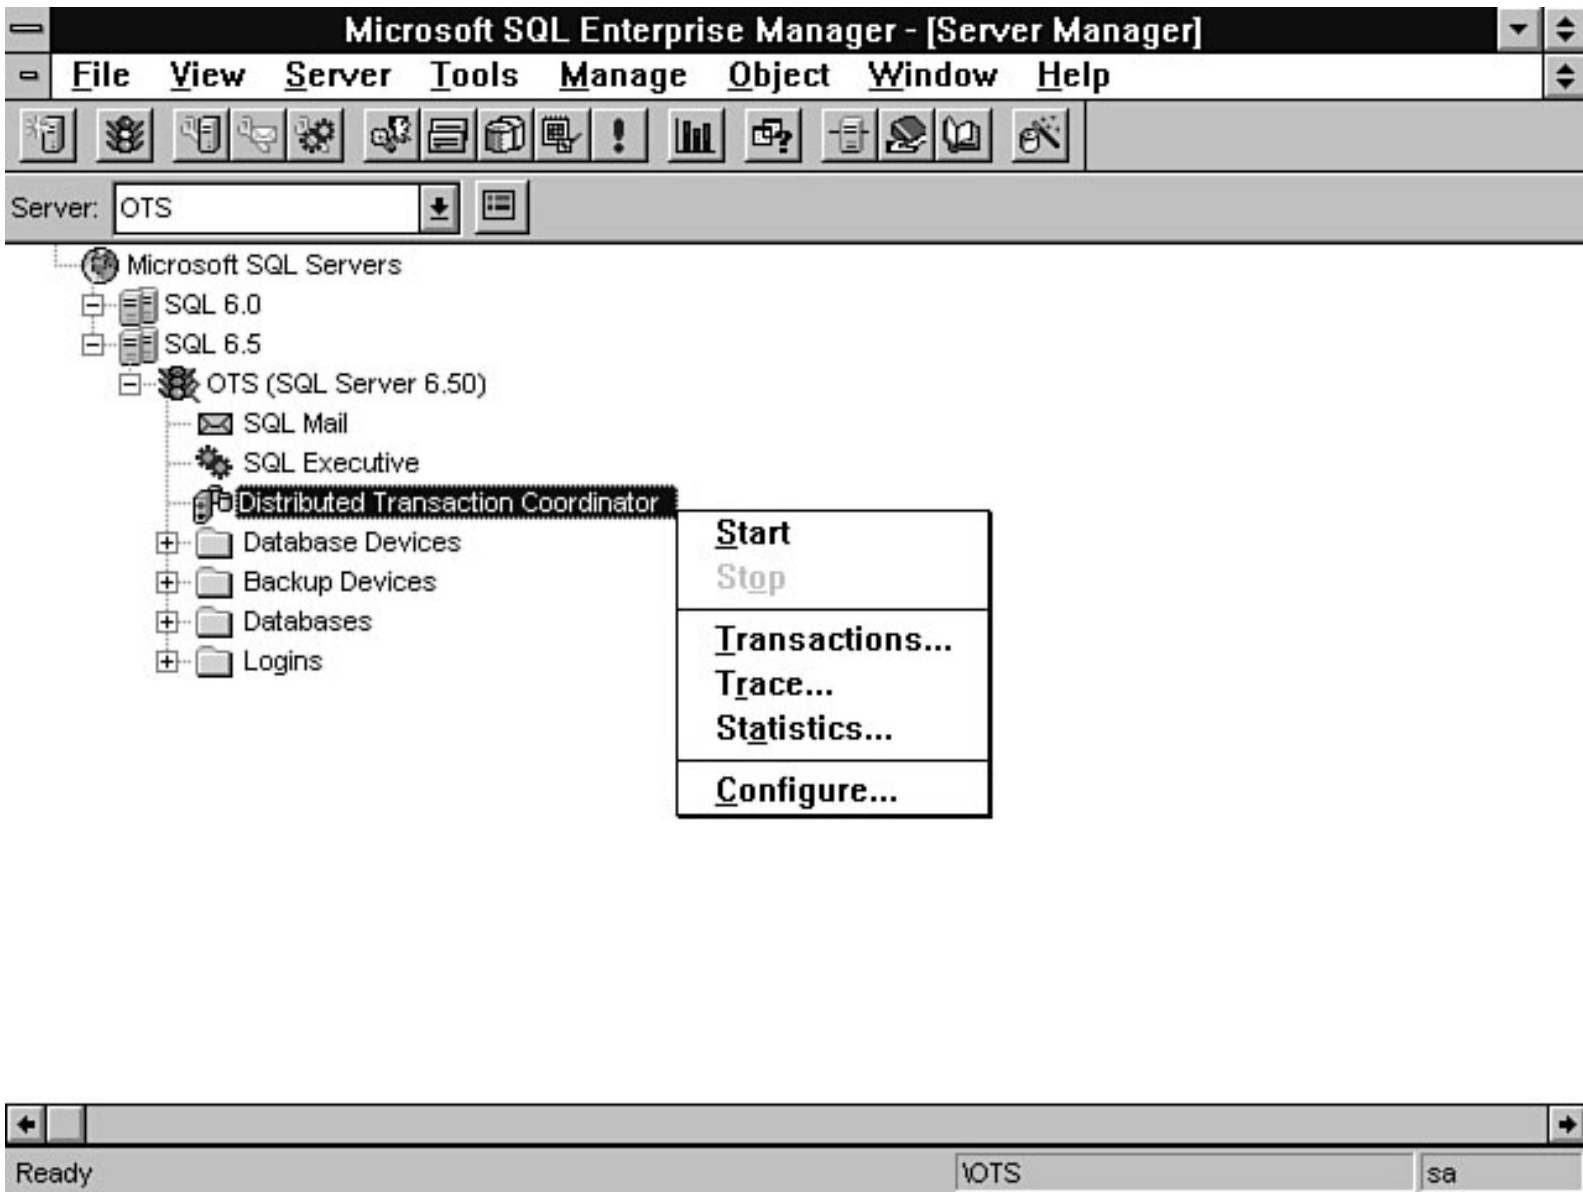 Microsoft SQL Enterprise Manager - [Server Manager]
File View Server Tools Manage Object Window Help
Server: OTS
Microsoft SQL Servers
SQL 6.0
SQL 6.5
OTS (SQL Server 6.50)
SQL Mail
SQL Executive
Distributed Transaction Coordinator
Database Devices
Backup Devices
Databases
Logins
Start
Stop
Transactions...
Trace...
Statistics...
Configure...
Ready \OTS sa